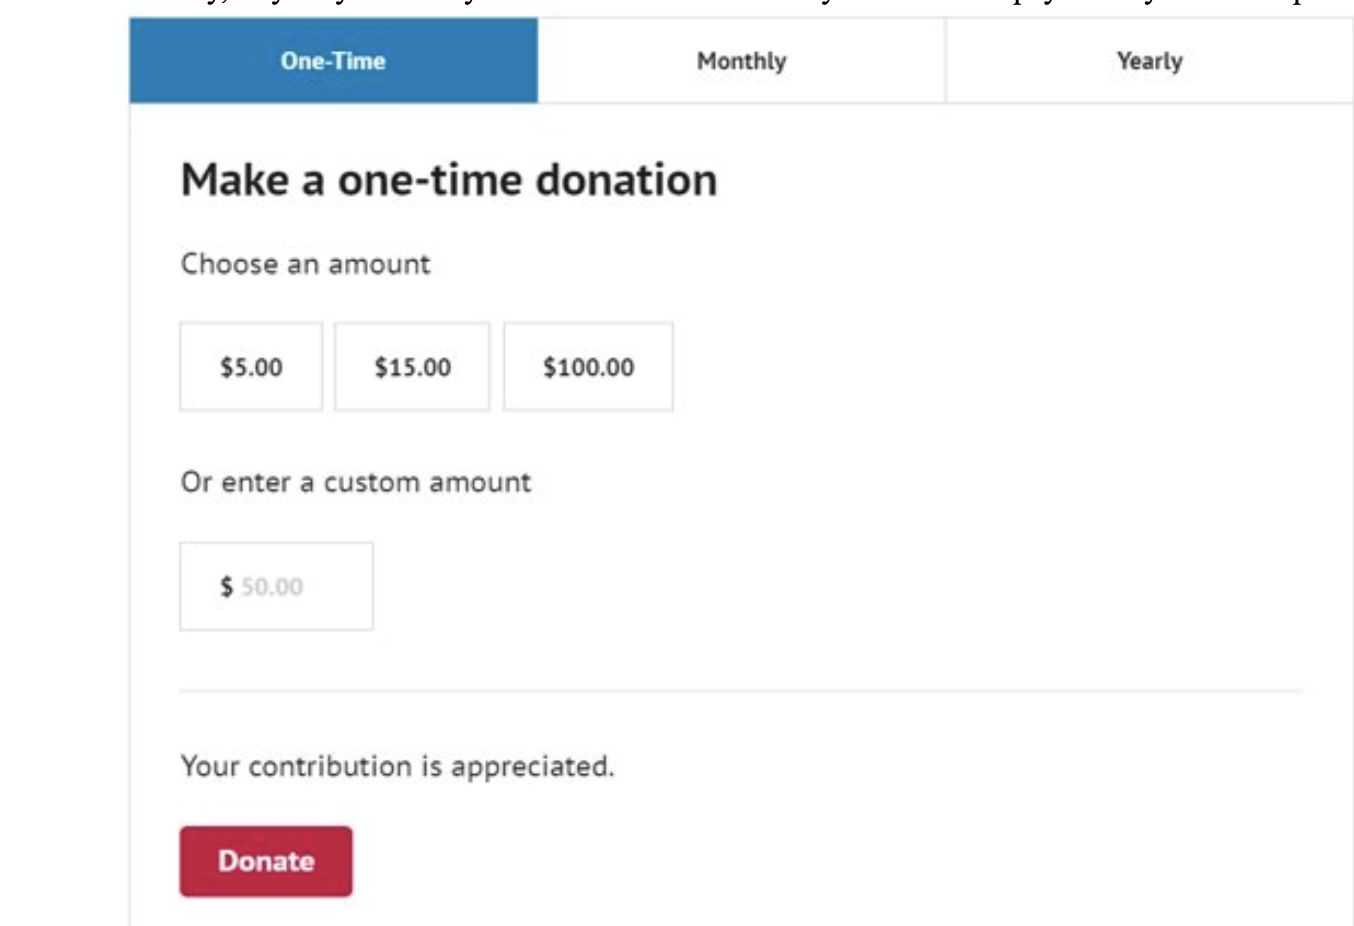 One-Time Monthly Yearly
Make a one-time donation
Choose an amount
$5.00 $15.00 $100.00
Or enter a custom amount
$ 50.00
Your contribution is appreciated.
Donate